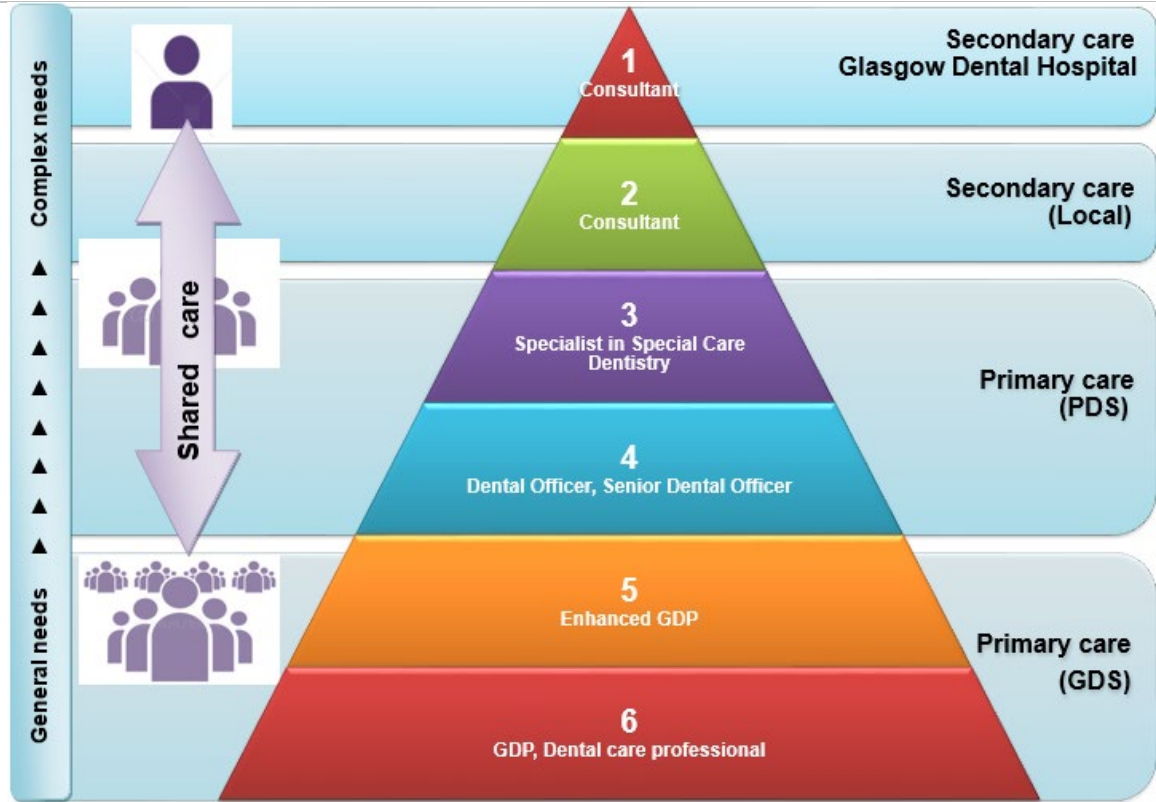 Complex needs
General needs
Shared care
1
Consultant
Secondary care
Glasgow Dental Hospital
2
Consultant
Secondary care
(Local)
3
Specialist in Special Care
Dentistry
4
Dental Officer, Senior Dental Officer
Primary care
(PDS)
5
Enhanced GDP
6
GDP, Dental care professional
Primary care
(GDS)